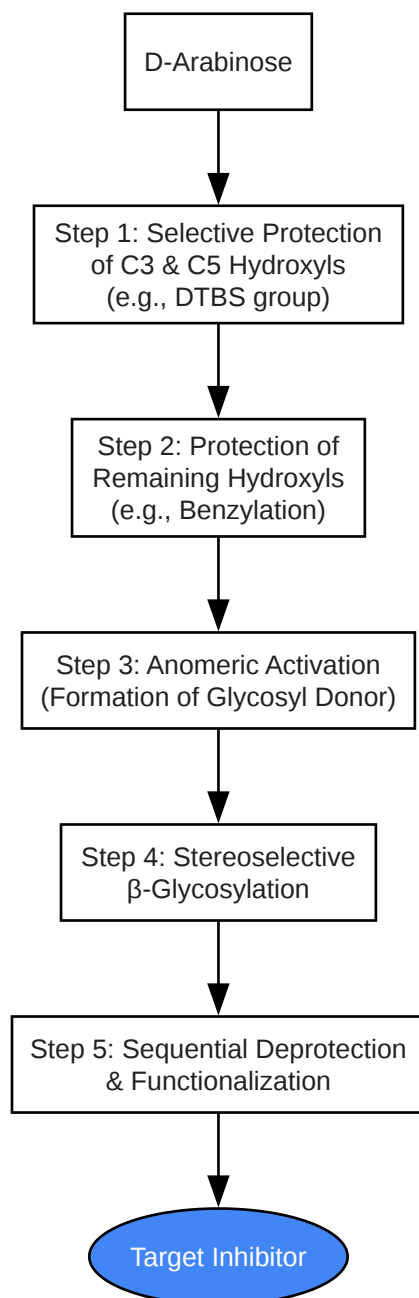 D-Arabinose
Step 1: Selective Protection
of C3 & C5 Hydroxyls
(e.g., DTBS group)
Step 2: Protection of
Remaining Hydroxyls
(e.g., Benzylation)
Step 3: Anomeric Activation
(Formation of Glycosyl Donor)
Step 4: Stereoselective
β-Glycosylation
Step 5: Sequential Deprotection
& Functionalization
Target Inhibitor